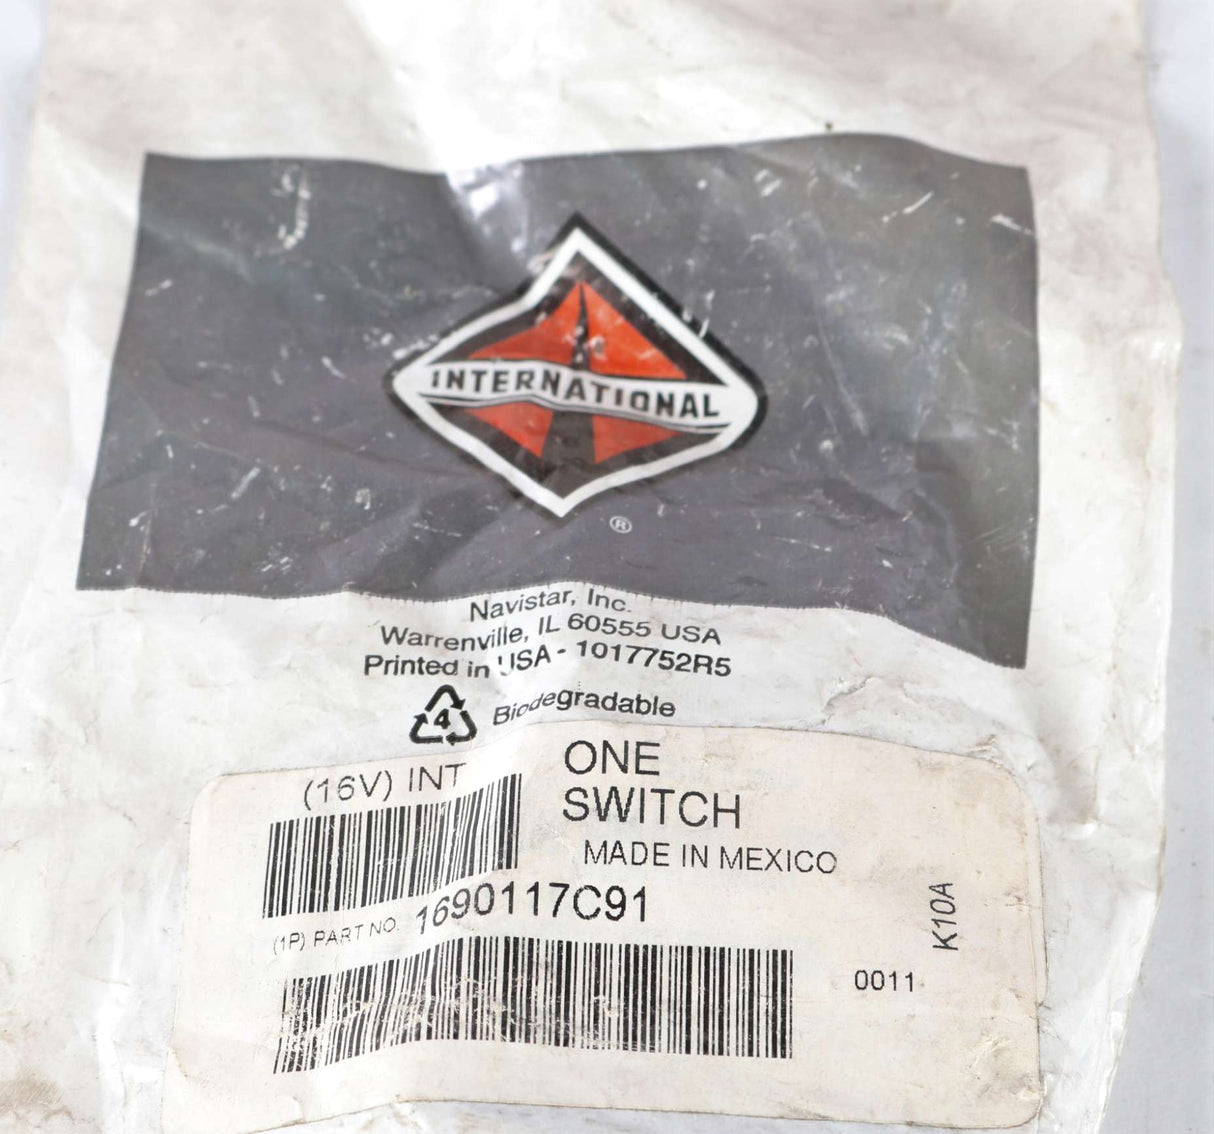 INTERNATIONAL
®
Navistar, Inc.
Warrenville, IL 60555 USA
Printed in USA - 1017752R5
4 Biodegradable
(16V) INT
ONE
SWITCH
MADE IN MEXICO
(1P) PART NO. 1690117C91
K10A
0011